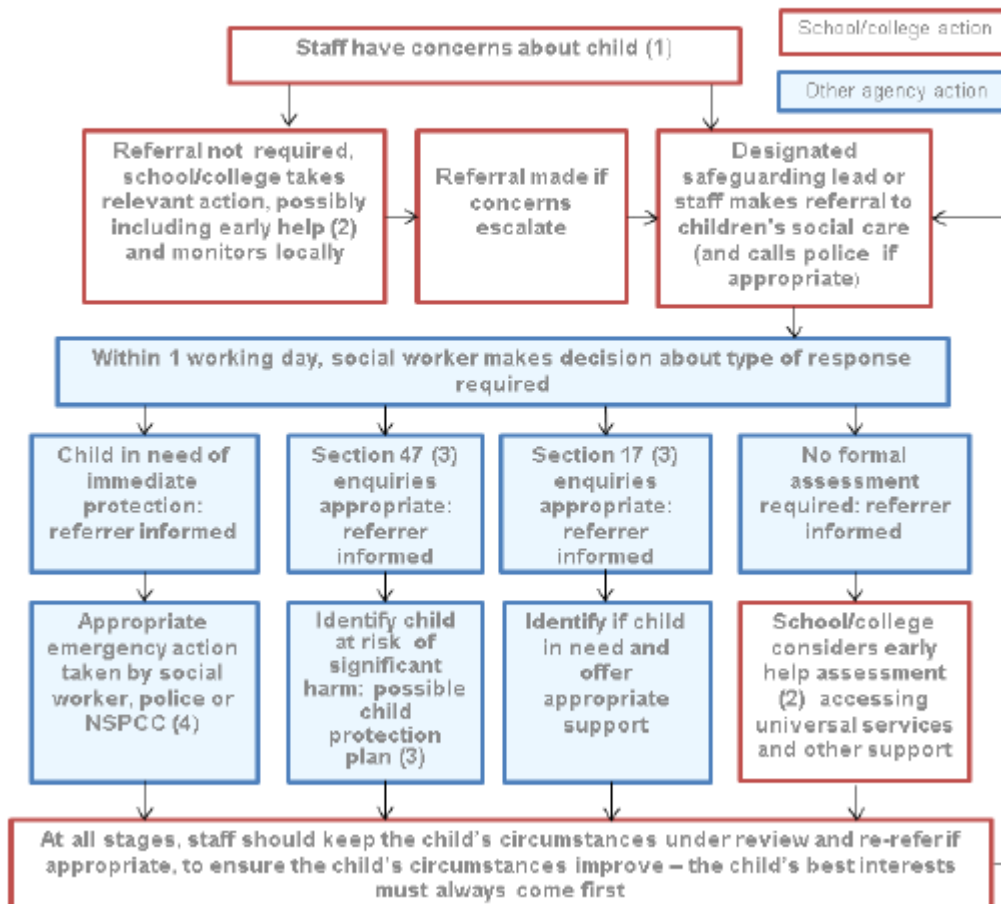 School/college action
Other agency action
Staff have concerns about child (1)
Referral not required,
school/college takes
relevant action, possibly
including early help (2)
and monitors locally
Referral made if
concerns
escalate
Designated
safeguarding lead or
staff makes referral to
children's social care
(and calls police if
appropriate)
Within 1 working day, social worker makes decision about type of response
required
Child in need of
immediate
protection:
referrer informed
Section 47 (3)
enquiries
appropriate:
referrer
informed
Section 17 (3)
enquiries
appropriate:
referrer
informed
No formal
assessment
required: referrer
informed
Appropriate
emergency action
taken by social
worker, police or
NSPCC (4)
Identify child
at risk of
significant
harm: possible
child
protection
plan (3)
Identify if child
in need and
offer
appropriate
support
School/college
considers early
help assessment
(2) accessing
universal services
and other support
At all stages, staff should keep the child's circumstances under review and re-refer if
appropriate, to ensure the child's circumstances improve – the child's best interests
must always come first